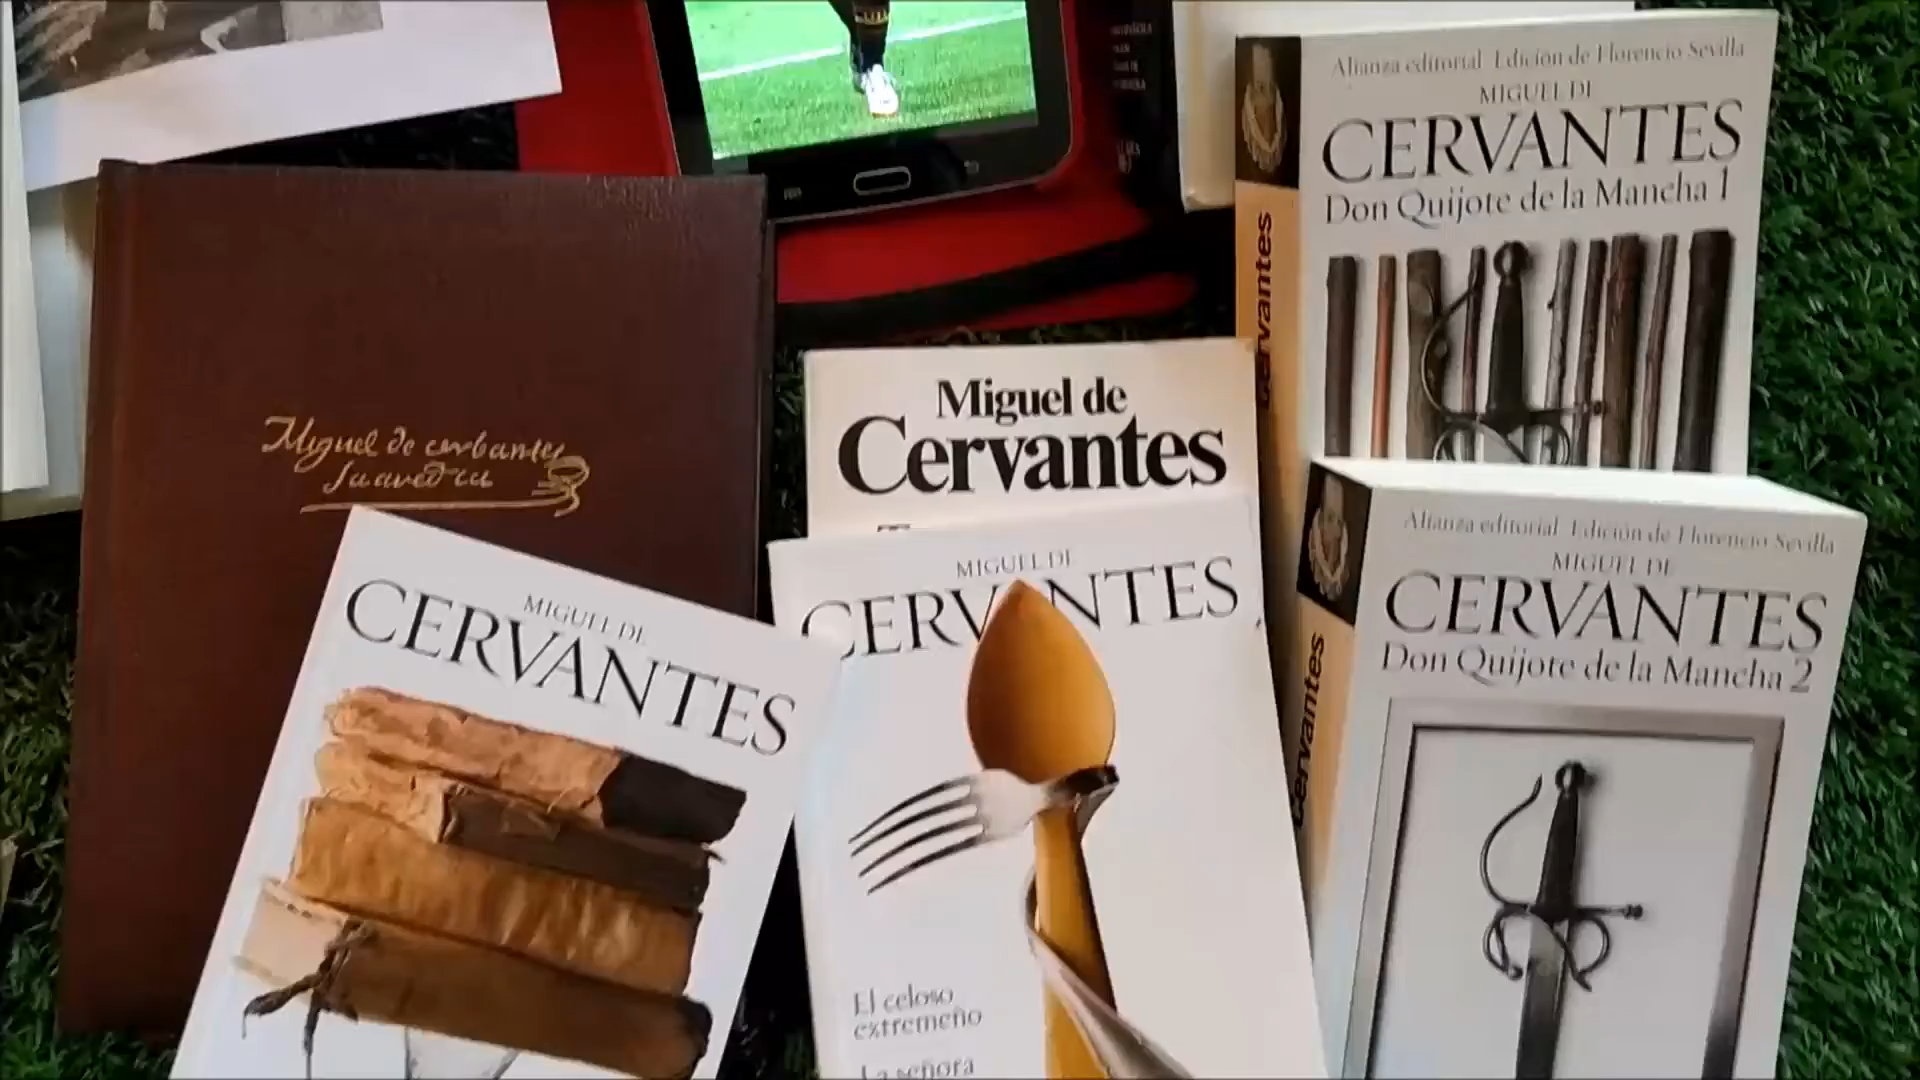 Miguel de cerbantes
Saavedra
MIGUEL DE
CERVANTES
Miguel de
Cervantes
MIGUEL DE
CERVANTES
El celoso
extremeño
La señora
Alianza editorial Edición de Florencio Sevilla
MIGUEL DE
CERVANTES
Don Quijote de la Mancha 1
Cervantes
Alianza editorial Edición de Florencio Sevilla
MIGUEL DE
CERVANTES
Don Quijote de la Mancha 2
Cervantes